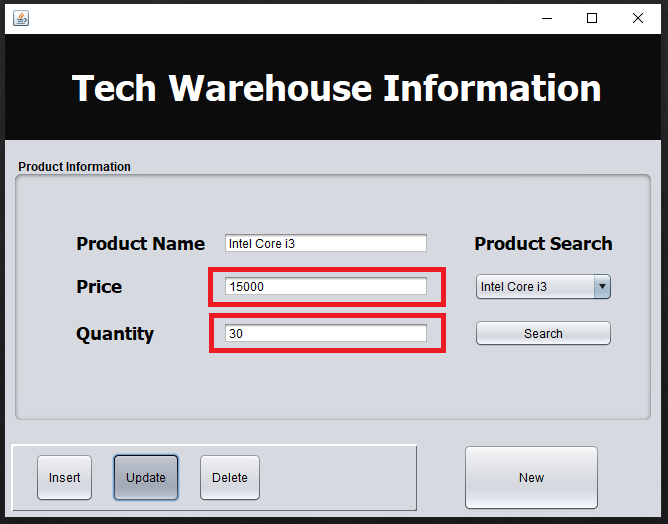 Tech Warehouse Information
Product Information
Product Name
Intel Core i3
Product Search
Price
15000
Intel Core i3
Quantity
30
Search
Insert
Update
Delete
New